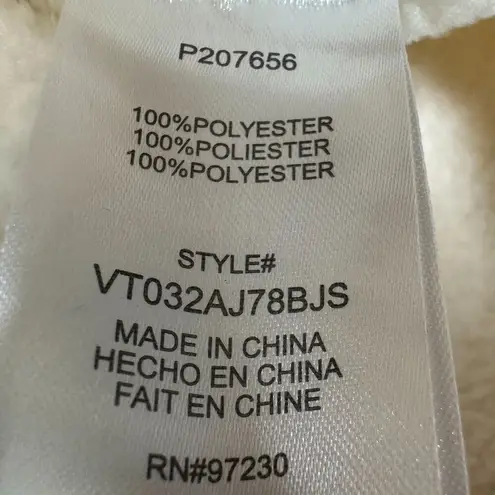 P207656
100%POLYESTER
100%POLIESTER
100%POLYESTER
STYLE#
VT032AJ78BJS
MADE IN CHINA
HECHO EN CHINA
FAIT EN CHINE
RN#97230